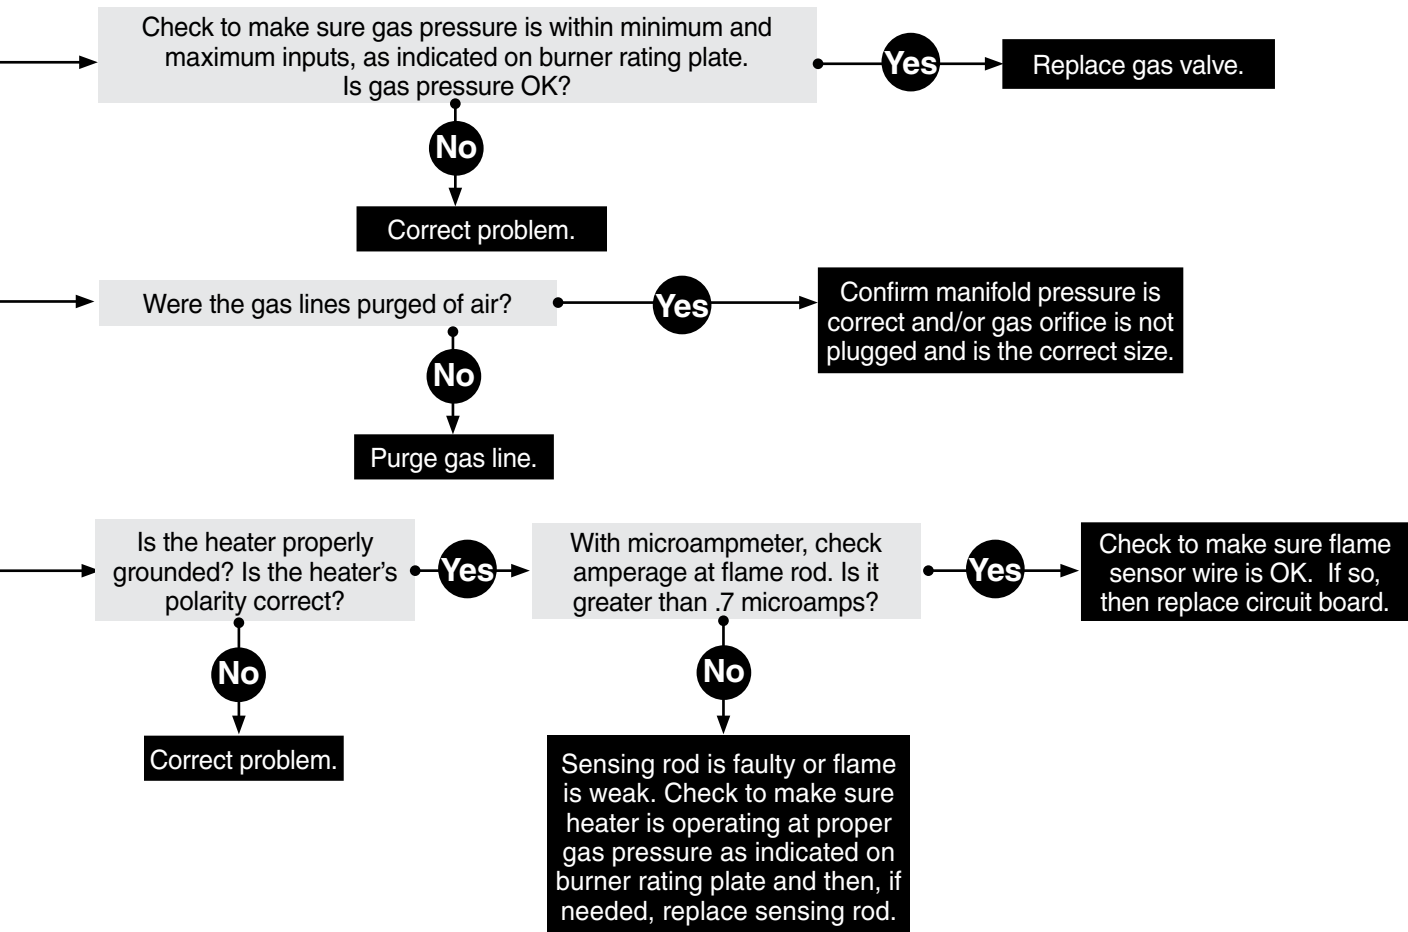 Check to make sure gas pressure is within minimum and
maximum inputs, as indicated on burner rating plate.
Is gas pressure OK?
Yes
Replace gas valve.
No
Correct problem.
Were the gas lines purged of air?
Yes
Confirm manifold pressure is
correct and/or gas orifice is not
plugged and is the correct size.
No
Purge gas line.
Is the heater properly
grounded? Is the heater’s
polarity correct?
Yes
With microampmeter, check
amperage at flame rod. Is it
greater than .7 microamps?
Yes
Check to make sure flame
sensor wire is OK.  If so,
then replace circuit board.
No
Correct problem.
No
Sensing rod is faulty or flame
is weak. Check to make sure
heater is operating at proper
gas pressure as indicated on
burner rating plate and then, if
needed, replace sensing rod.